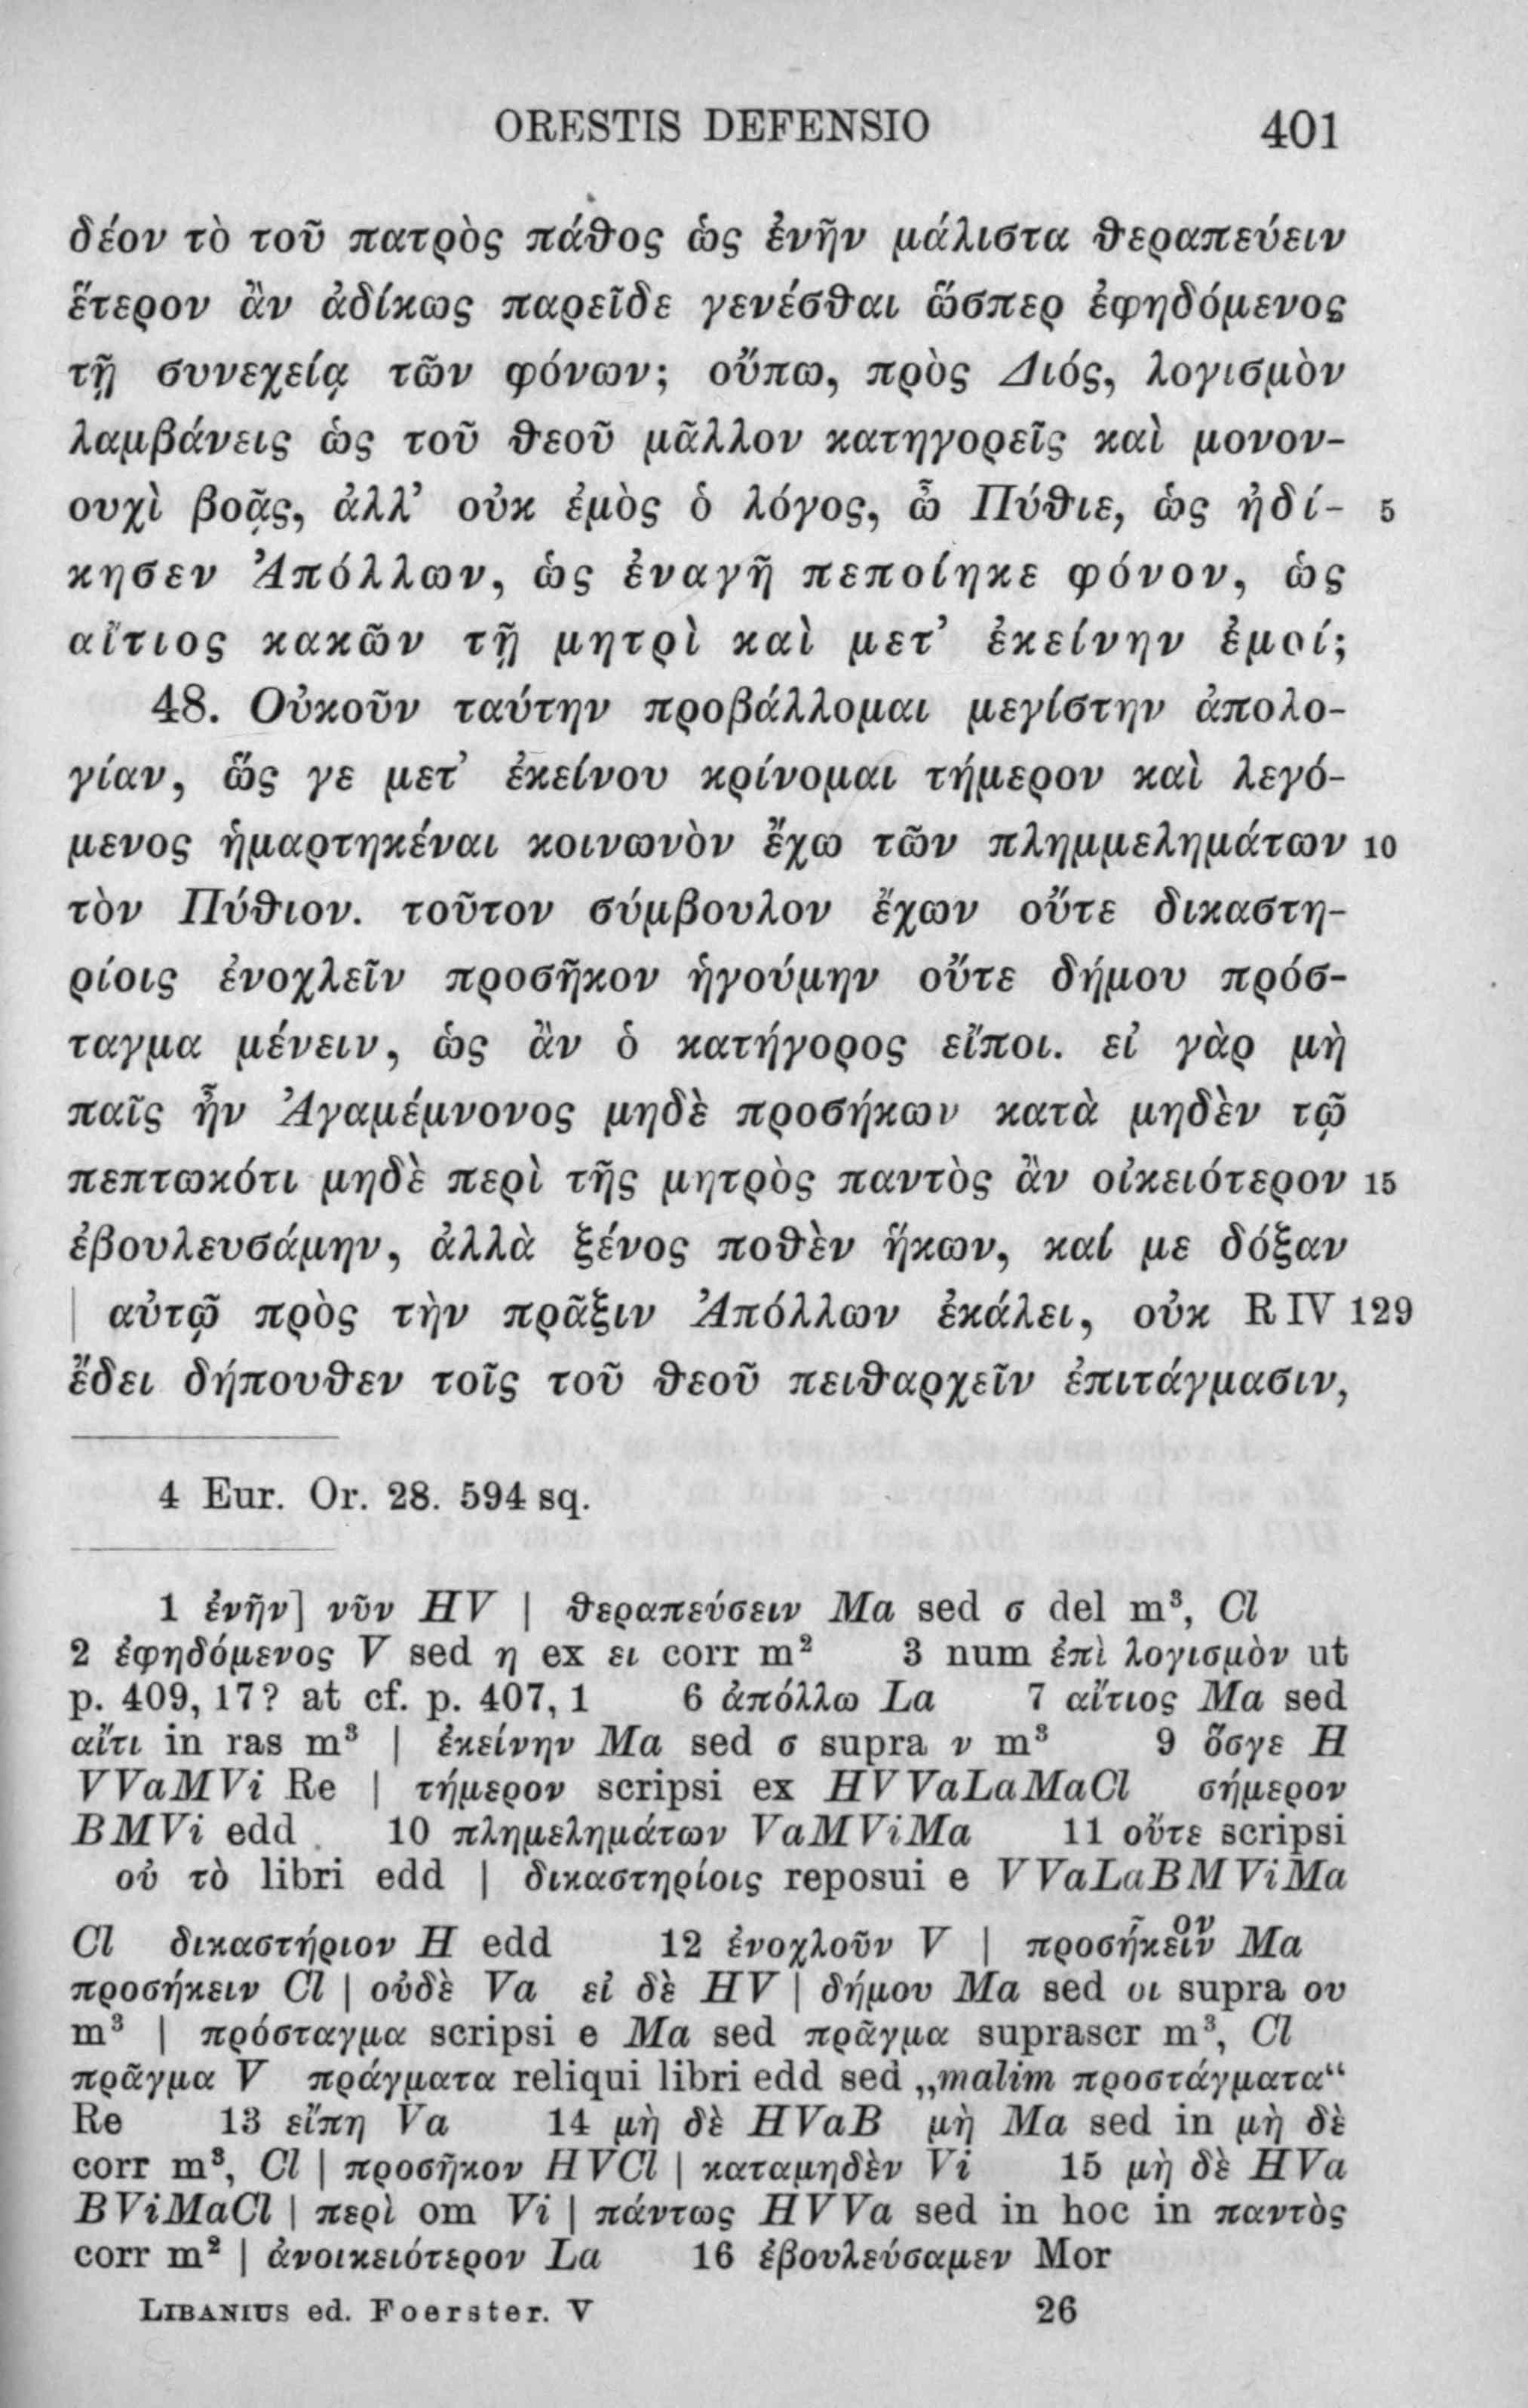 ORESTIS DEFENSIO 401
δέον τὸ τοῦ πατρὸς πάθος ὡς ἐνῆν μάλιστα θεραπεύειν
ἕτερον ἂν ἀδίκως παρεῖδε γενέσθαι ὥσπερ ἐφηδόμενος
τῇ συνεχείᾳ τῶν φόνων; οὔπω, πρὸς Διός, λογισμὸν
λαμβάνεις ὡς τοῦ θεοῦ μᾶλλον κατηγορεῖς καὶ μονον-
ουχὶ βοᾷς, ἀλλ’ οὐκ ἐμὸς ὁ λόγος, ὦ Πύθιε, ὡς ἠδί- 5
κησεν Ἀπόλλων, ὡς ἐναγῆ πεποίηκε φόνον, ὡς
αἴτιος κακῶν τῇ μητρὶ καὶ μετ’ ἐκείνην ἐμοί;
48. Οὐκοῦν ταύτην προβάλλομαι μεγίστην ἀπολο-
γίαν, ὥς γε μετ’ ἐκείνου κρίνομαι τήμερον καὶ λεγό-
μενος ἡμαρτηκέναι κοινωνὸν ἔχω τῶν πλημμελημάτων 10
τὸν Πύθιον. τοῦτον σύμβουλον ἔχων οὔτε δικαστη-
ρίοις ἐνοχλεῖν προσῆκον ἡγούμην οὔτε δήμου πρόσ-
ταγμα μένειν, ὡς ἂν ὁ κατήγορος εἴποι. εἰ γὰρ μὴ
παῖς ἦν Ἀγαμέμνονος μηδὲ προσήκων κατὰ μηδὲν τῷ
πεπτωκότι μηδὲ περὶ τῆς μητρὸς παντὸς ἂν οἰκειότερον 15
ἐβουλευσάμην, ἀλλὰ ξένος ποθὲν ἥκων, καί με δόξαν
| αὐτῷ πρὸς τὴν πρᾶξιν Ἀπόλλων ἐκάλει, οὐκ R IV 129
ἔδει δήπουθεν τοῖς τοῦ θεοῦ πειθαρχεῖν ἐπιτάγμασιν,
4 Eur. Or. 28. 594 sq.
1 ἐνῆν] νῦν HV | θεραπεύσειν Ma sed σ del m³, Cl
2 ἐφηδόμενος V sed η ex ει corr m² 3 num ἐπὶ λογισμὸν ut
p. 409, 17? at cf. p. 407, 1 6 ἀπόλλω La 7 αἴτιος Ma sed
αἴτι in ras m³ | ἐκείνην Ma sed σ supra ν m³ 9 ὅσγε H
VVaMVi Re | τήμερον scripsi ex HVVaLaMaCl σήμερον
BMVi edd 10 πλημελημάτων VaMViMa 11 οὔτε scripsi
οὐ τὸ libri edd | δικαστηρίοις reposui e VVaLaBMViMa
Cl δικαστήριον H edd 12 ἐνοχλοῦν V | προσῆκεῖνον Ma
προσήκειν Cl | οὐδὲ Va εἰ δὲ HV | δήμου Ma sed οι supra ου
m³ | πρόσταγμα scripsi e Ma sed πρᾶγμα suprascr m³, Cl
πρᾶγμα V πράγματα reliqui libri edd sed „malim προστάγματα“
Re 13 εἴπη Va 14 μὴ δὲ HVaB μὴ Ma sed in μὴ δὲ
corr m³, Cl | προσῆκον HVCl | καταμηδὲν Vi 15 μὴ δὲ HVa
BViMaCl | περὶ om Vi | πάντως HVVa sed in hoc in παντὸς
corr m² | ἀνοικειότερον La 16 ἐβουλεύσαμεν Mor
LIBANIUS ed. Foerster. V 26